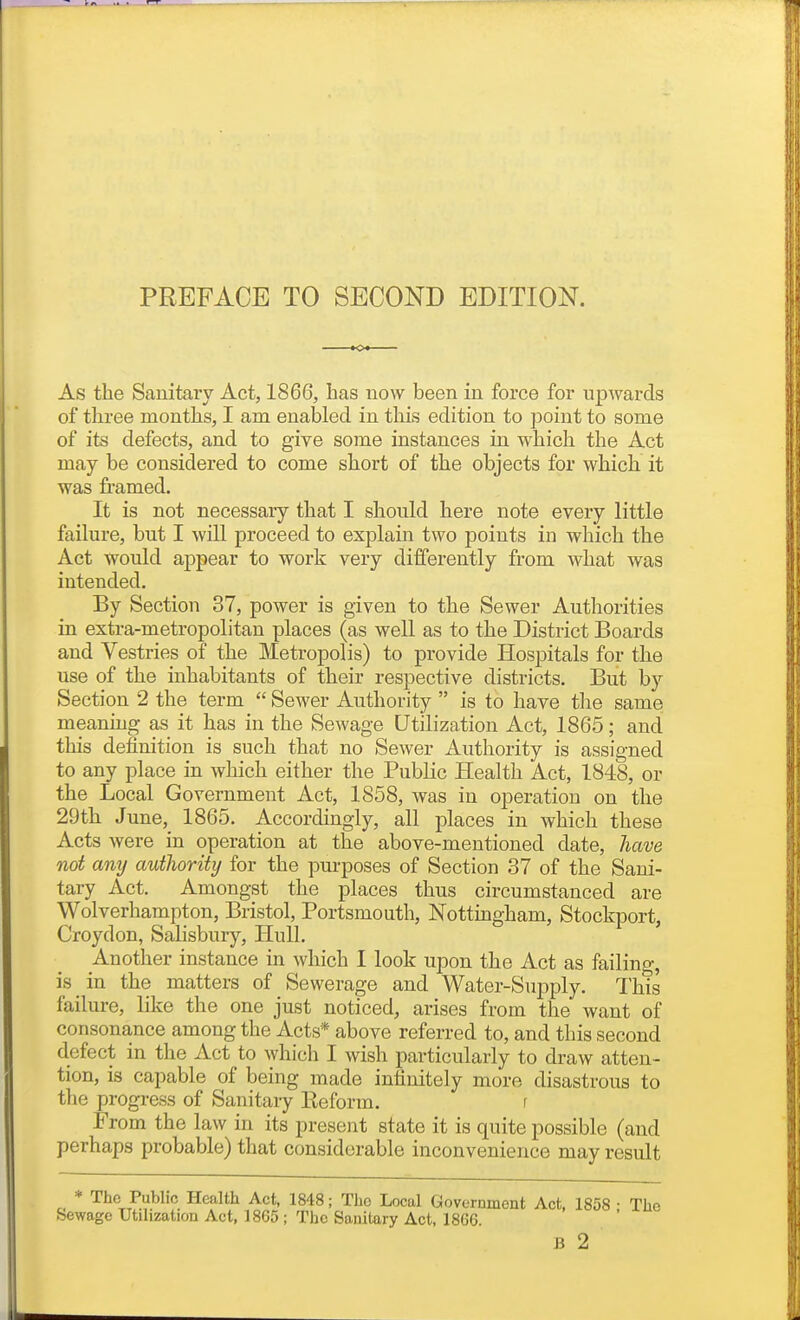 PREFACE TO SECOND EDITION.
As the Sanitary Act, 1866, has now been in force for upwards
of three months, I am enabled in this edition to point to some
of its defects, and to give some instances in which the Act
may be considered to come short of the objects for which it
was framed.
It is not necessary that I should here note every little
failure, but I will proceed to explain two points in which the
Act would appear to work very differently from what was
intended.
By Section 37, power is given to the Sewer Authorities
in extra-metropolitan places (as well as to the District Boards
and Vestries of the Metropolis) to provide Hospitals for the
use of the inhabitants of their respective districts. But by
Section 2 the term “ Sewer Authority ” is to have the same
meaning as it has in the Sewage Utilization Act, 1865; and
this definition is such that no Sewer Authority is assigned
to any place in which either the Public Health Act, 1848, or
the Local Government Act, 1858, was in operation on the
29th June, 1865. Accordingly, all places in which these
Acts were in operation at the above-mentioned date, have
not any authority for the purposes of Section 37 of the Sani-
tary Act. Amongst the places thus circumstanced are
Wolverhampton, Bristol, Portsmouth, Nottingham, Stockport,
Croydon, Salisbury, Hull.
Another instance in which I look upon the Act as failing,
is in the matters of Sewerage and Water-Supply. This
failure, like the one just noticed, arises from the want of
consonance among the Acts* above referred to, and this second
defect in the Act to which I wish particularly to draw atten-
tion, is capable of being made infinitely more disastrous to
the progress of Sanitary Reform.
From the law in its present state it is quite possible (and
perhaps probable) that considerable inconvenience may result
* The Public Health Act, 1848; The Local Government Act, 1858; The
Sewage Utilization Act, 1865; The Sanitary Act, 1866.
B 2